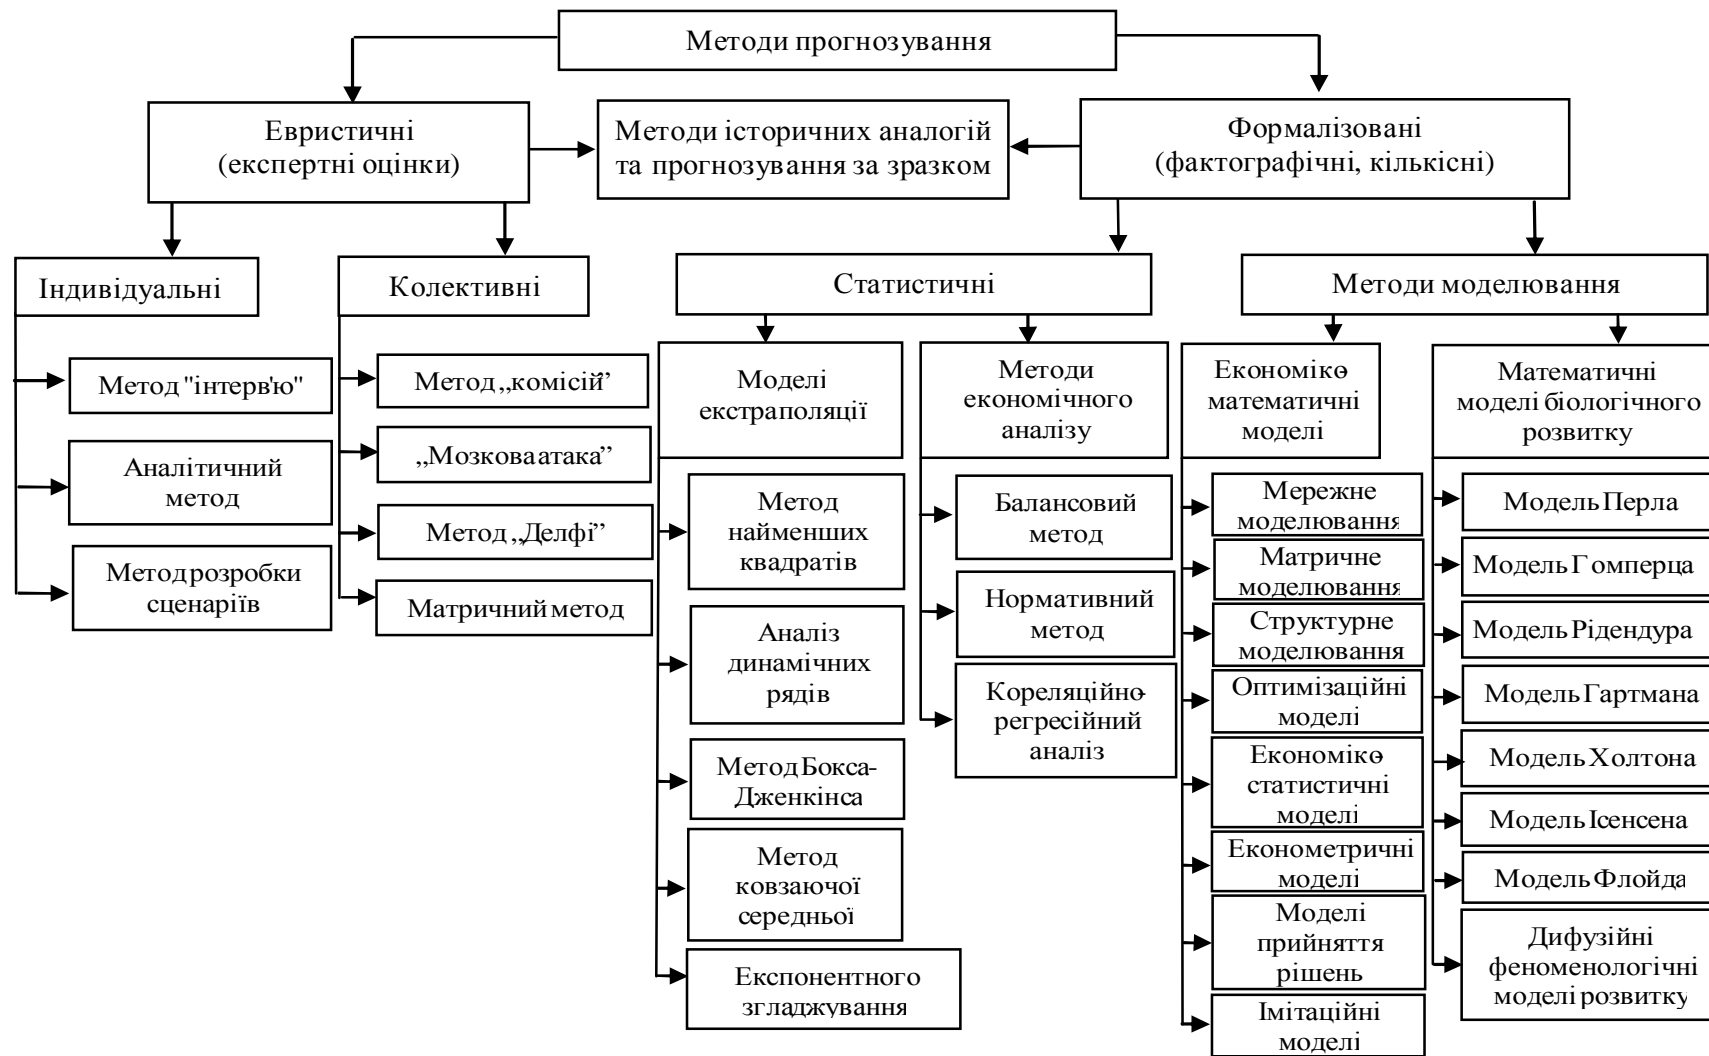 Методи прогнозування
Евристичні
(експертні оцінки)
Методи історичних аналогій
та прогнозування за зразком
Формалізовані
(фактографічні, кількісні)
Індивідуальні
Колективні
Статистичні
Методи моделювання
Метод "інтерв'ю"
Аналітичний
метод
Метод розробки
сценаріїв
Метод „комісій”
„Мозкова атака”
Метод „Делфі”
Матричний метод
Моделі
екстраполяції
Метод
найменших
квадратів
Аналіз
динамічних
рядів
Метод Бокса-
Дженкінса
Метод
ковзаючої
середньої
Експонентного
згладжування
Методи
економічного
аналізу
Балансовий
метод
Нормативний
метод
Кореляційно-
регресійний
аналіз
Економіко-
математичні
моделі
Мережне
моделювання
Матричне
моделювання
Структурне
моделювання
Оптимізаційні
моделі
Економіко-
статистичні
моделі
Економетричні
моделі
Моделі
прийняття
рішень
Імітаційні
моделі
Математичні
моделі біологічного
розвитку
Модель Перла
Модель Гомперца
Модель Рідендура
Модель Гартмана
Модель Холтона
Модель Ісенсена
Модель Флойда
Дифузійні
феноменологічні
моделі розвитку